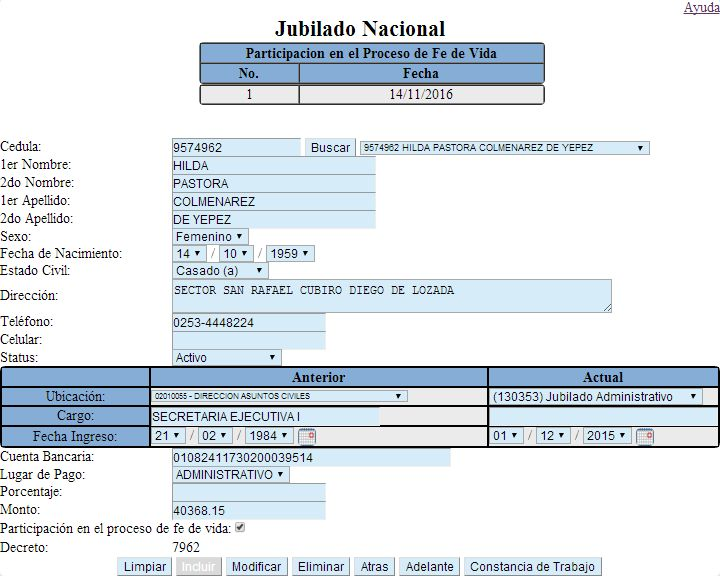 Ayuda
Jubilado Nacional
Participacion en el Proceso de Fe de Vida
No. Fecha
1 14/11/2016
Cedula: 9574962 Buscar 9574962 HILDA PASTORA COLMENAREZ DE YEPEZ
1er Nombre: HILDA
2do Nombre: PASTORA
1er Apellido: COLMENAREZ
2do Apellido: DE YEPEZ
Sexo: Femenino
Fecha de Nacimiento: 14 / 10 / 1959
Estado Civil: Casado (a)
Dirección: SECTOR SAN RAFAEL CUBIRO DIEGO DE LOZADA
Teléfono: 0253-4448224
Celular:
Status: Activo
Anterior Actual
Ubicación: 02010055 - DIRECCION ASUNTOS CIVILES (130353) Jubilado Administrativo
Cargo: SECRETARIA EJECUTIVA I
Fecha Ingreso: 21 / 02 / 1984 01 / 12 / 2015
Cuenta Bancaria: 01082411730200039514
Lugar de Pago: ADMINISTRATIVO
Porcentaje:
Monto: 40368.15
Participación en el proceso de fe de vida:
Decreto: 7962
Limpiar Incluir Modificar Eliminar Atras Adelante Constancia de Trabajo